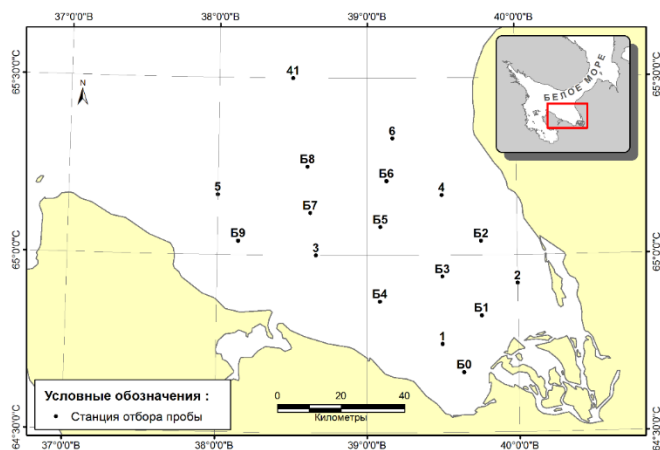 38°0'0"С 39°0'0"С 40°0'0"С
65°30'0"С 65°30'0"С
N
41
БЕЛОЕ МОРЕ
6
Б8
Б6
5
4
Б7
Б5
Б9
Б2
3
65°0'0"С 65°0'0"С
Б3
2
Б4
Б1
1
Б0
Условные обозначения :
Станция отбора пробы
0 20 40
Километры
64°30'0"С 64°30'0"С
37°0'0"С 38°0'0"С 39°0'0"С 40°0'0"С